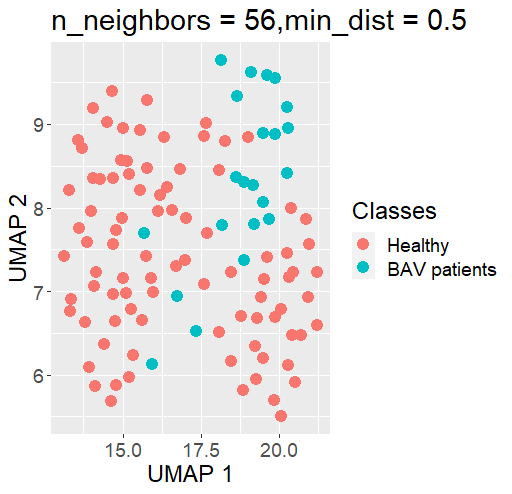 n_neighbors = 56,min_dist = 0.5
9
8
7
6
UMAP 2
15.0 17.5 20.0
UMAP 1
Classes
Healthy
BAV patients